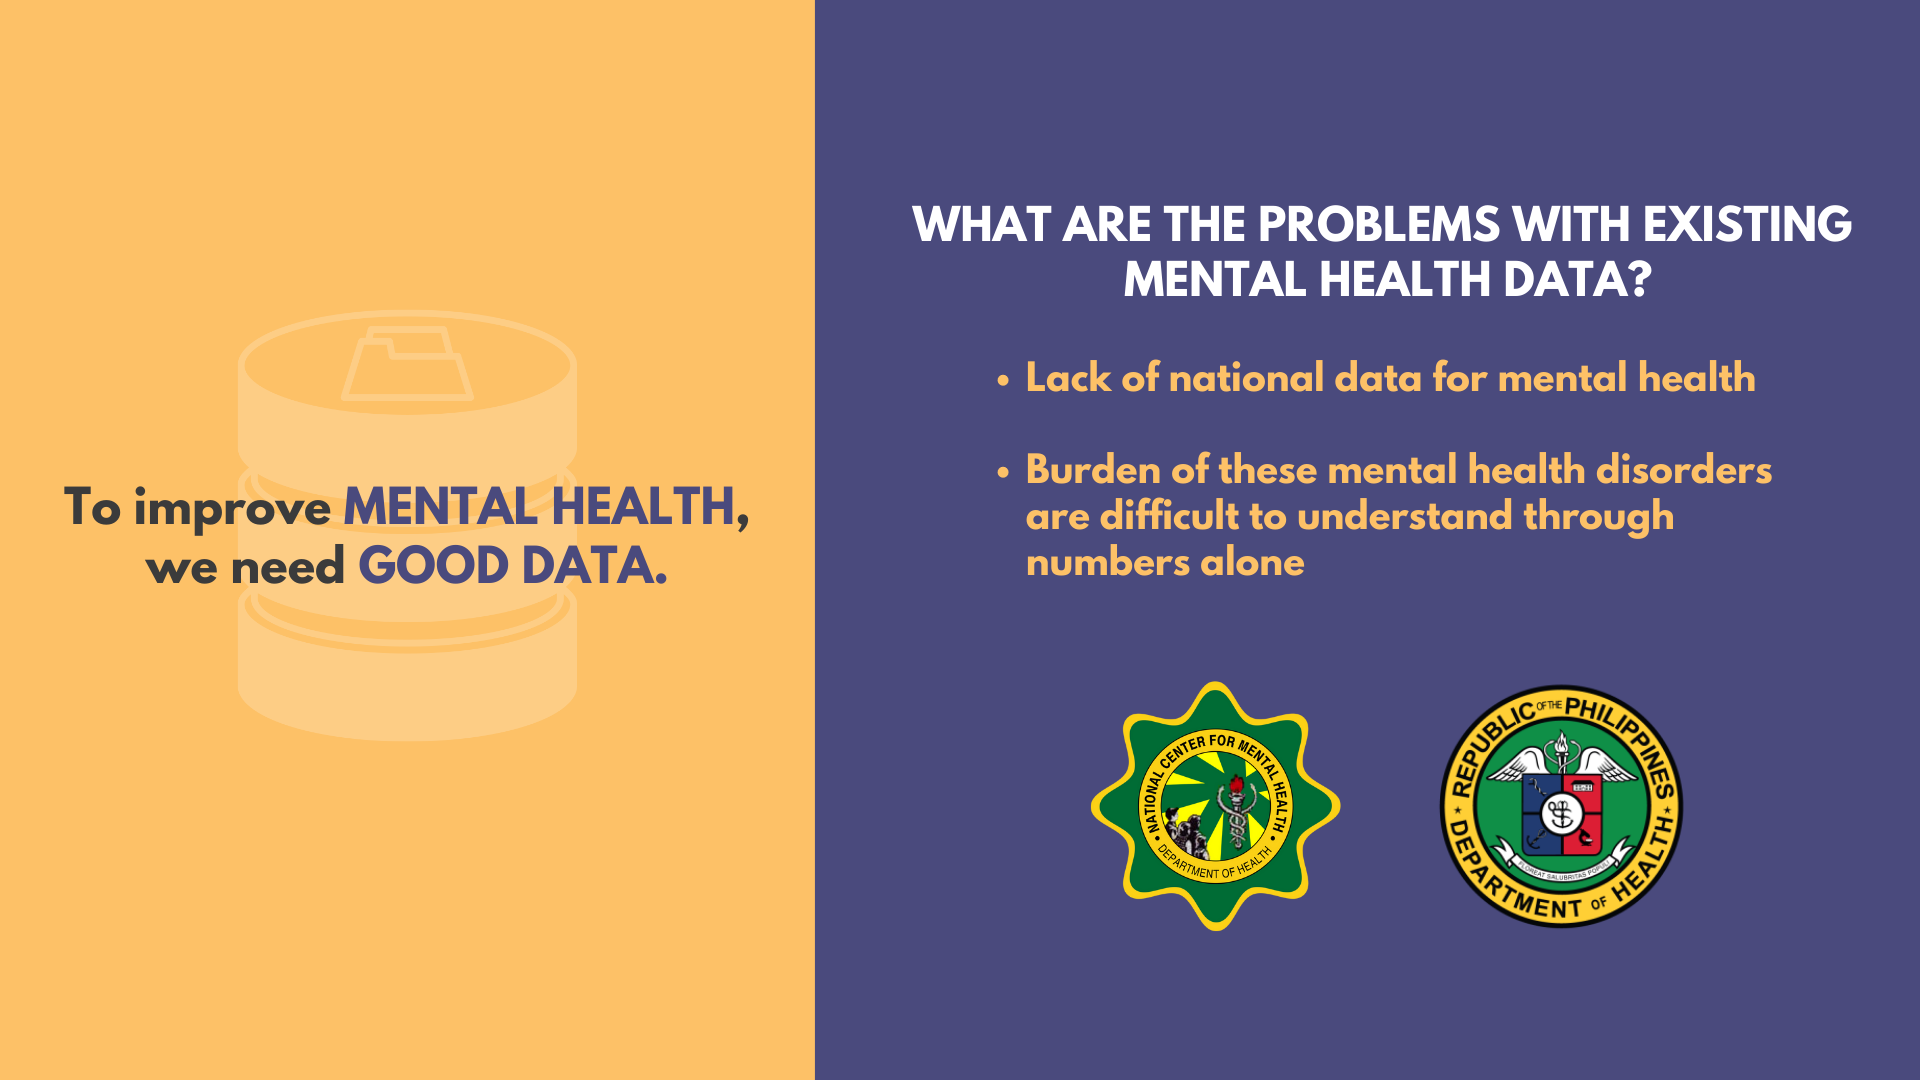 To improve MENTAL HEALTH,
we need GOOD DATA.
WHAT ARE THE PROBLEMS WITH EXISTING
MENTAL HEALTH DATA?
• Lack of national data for mental health
• Burden of these mental health disorders
are difficult to understand through
numbers alone
• NATIONAL CENTER FOR MENTAL HEALTH •
DEPARTMENT OF HEALTH
REPUBLIC OF THE PHILIPPINES
FLOREAT SALUBRITAS POPULI
★ DEPARTMENT OF HEALTH ★